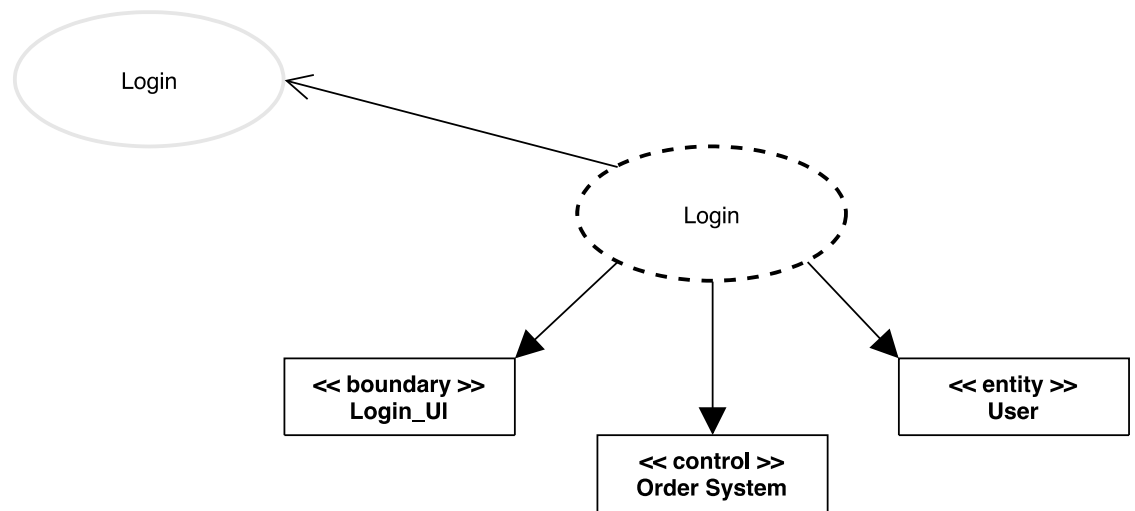 Login
Login
<< boundary >>
Login_UI
<< control >>
Order System
<< entity >>
User